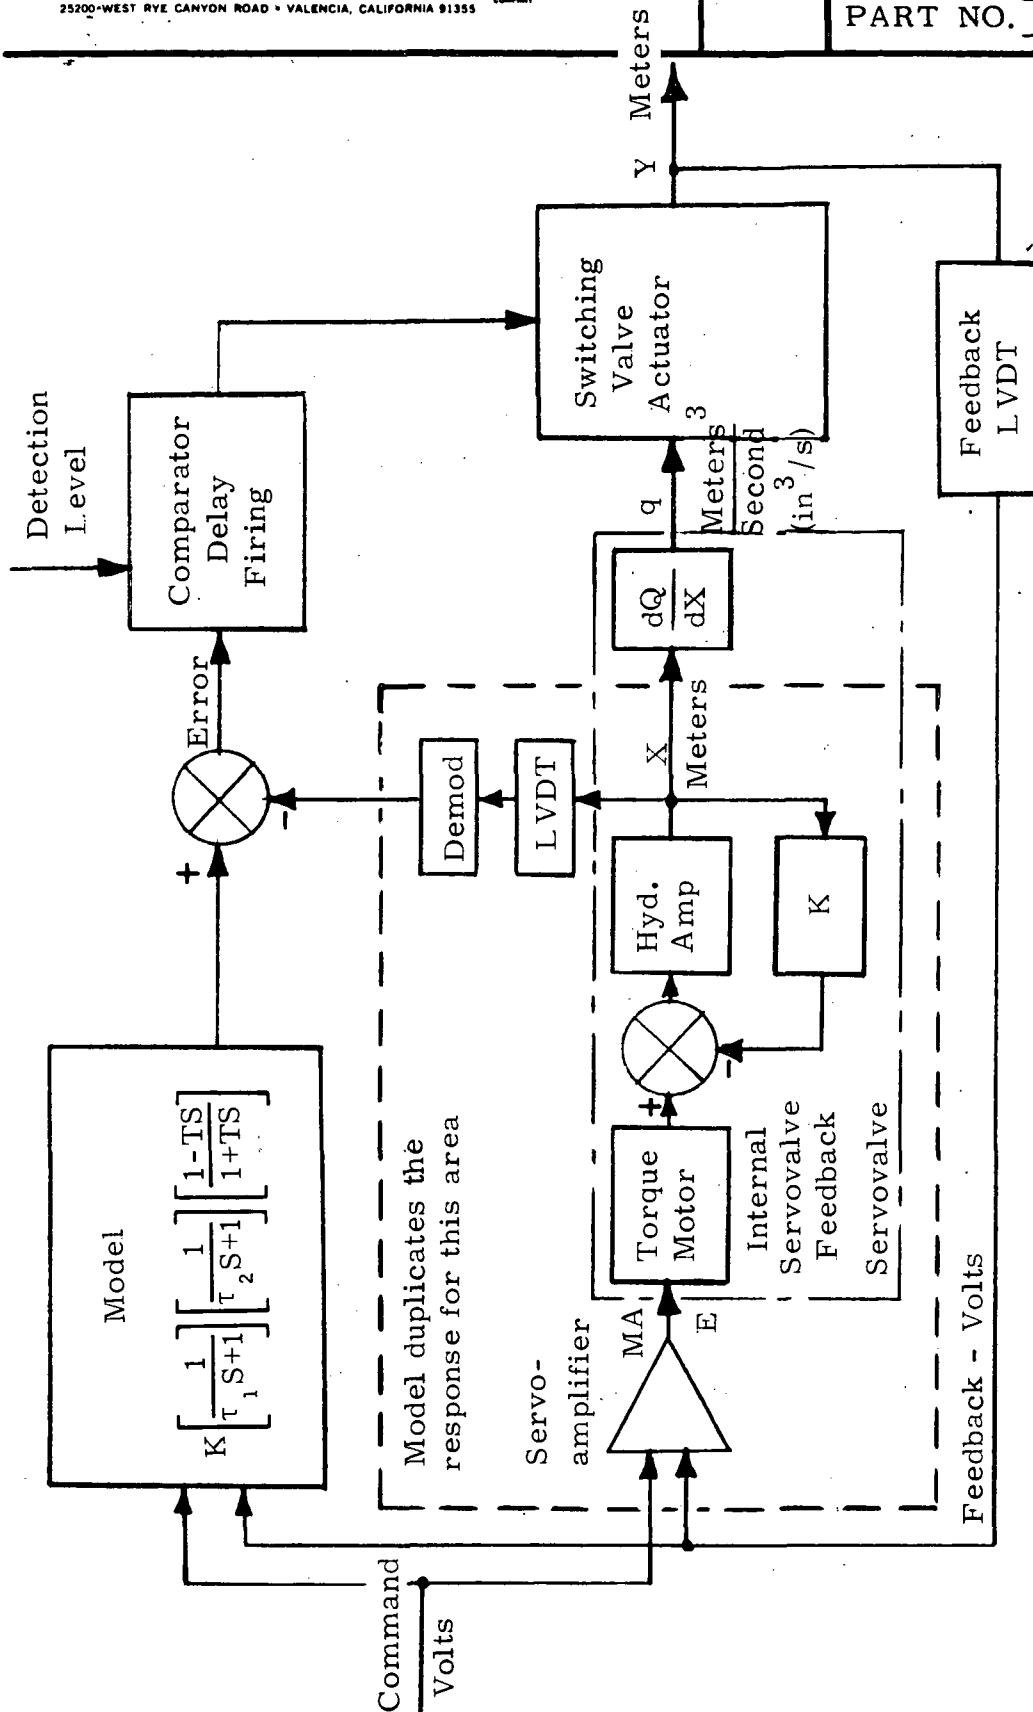 25200 WEST RYE CANYON ROAD • VALENCIA, CALIFORNIA 91355
PART NO.
Detection
Level
Comparator
Delay
Firing
Error
+
-
Model
K [1/(τ₁S+1)] [1/(τ₂S+1)] [(1-TS)/(1+TS)]
Model duplicates the
response for this area
Demod
LVDT
Command
Volts
Servo-
amplifier
MA
E
Torque
Motor
+
-
Hyd.
Amp
K
X
Meters
dQ
dX
q
Meters³
Second
(in³/s)
Switching
Valve
Actuator
Y Meters
Internal
Servovalve
Feedback
Servovalve
Feedback
LVDT
Feedback - Volts